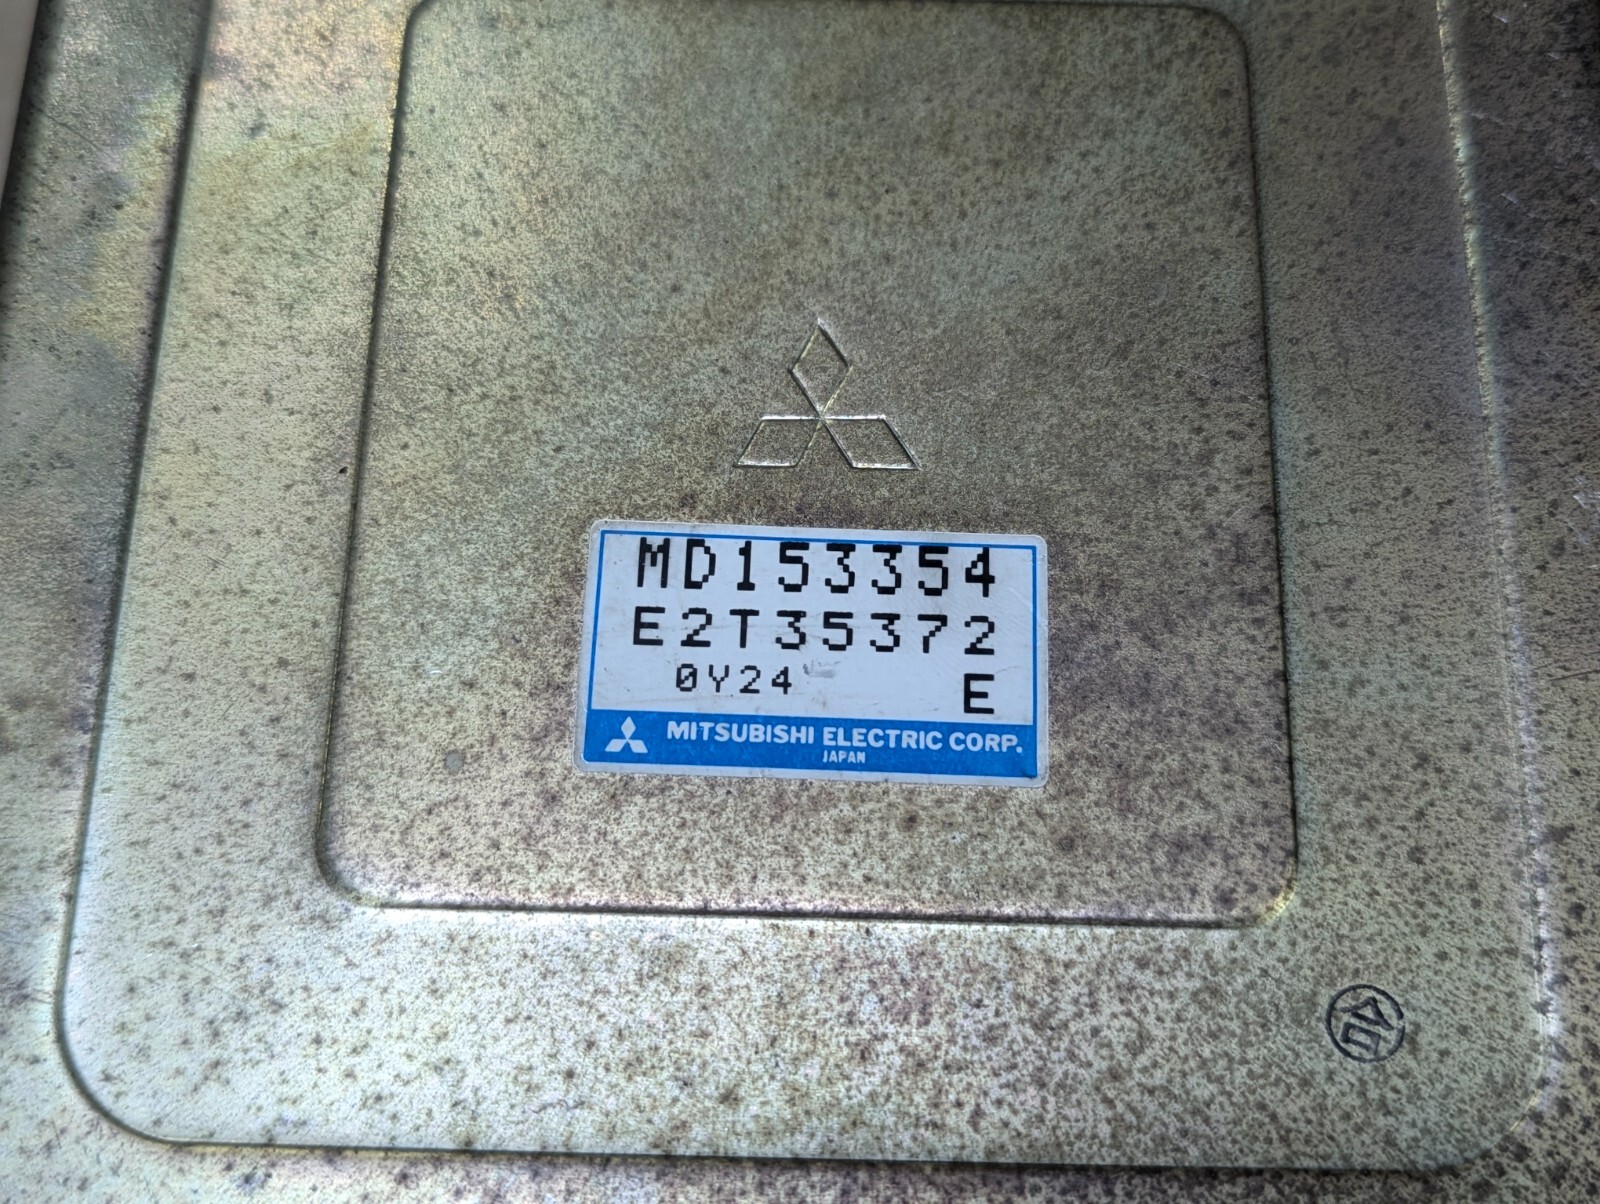 MD153354
E2T35372
0Y24
E
MITSUBISHI ELECTRIC CORP.
JAPAN
合